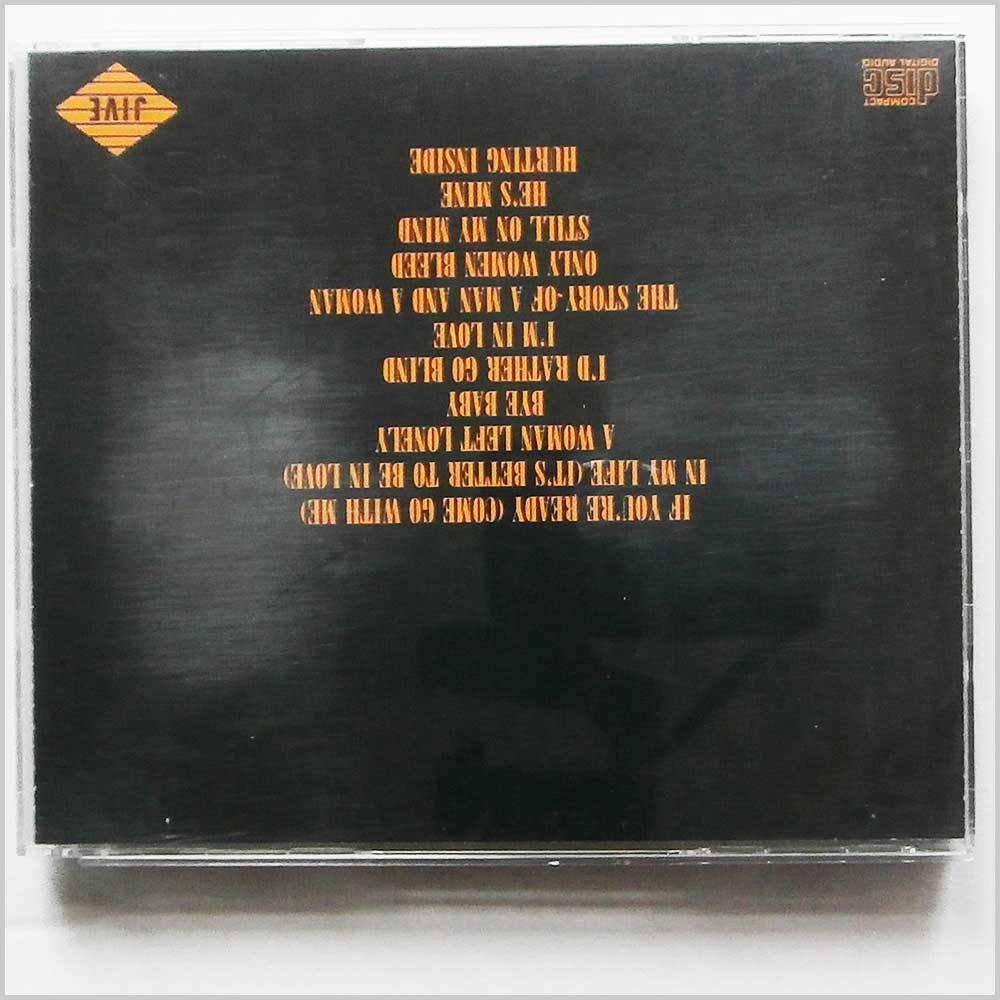 IF YOU'RE READY (COME GO WITH ME)
IN MY LIFE (IT'S BETTER TO BE IN LOVE)
A WOMAN LEFT LONELY
BYE BABY
I'D RATHER GO BLIND
I'M IN LOVE
THE STORY-OF A MAN AND A WOMAN
ONLY WOMEN BLEED
STILL ON MY MIND
HE'S MINE
HURTING INSIDE
COMPACT
disc
DIGITAL AUDIO
JIVE